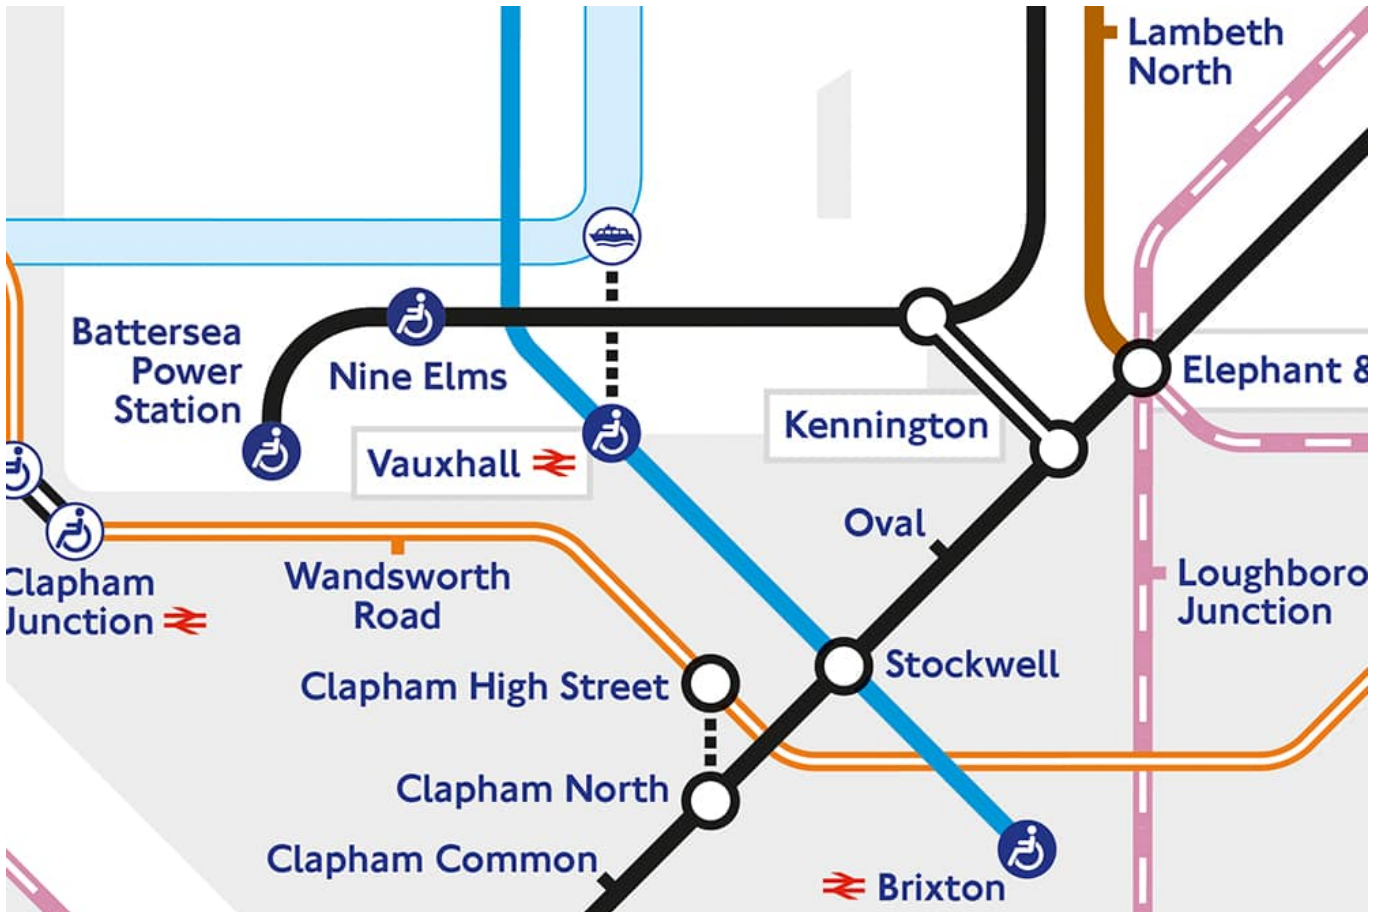 Lambeth
North
Battersea
Power
Station
Nine Elms
Elephant &
Kennington
Vauxhall
Oval
Clapham
Junction
Wandsworth
Road
Loughboro
Junction
Stockwell
Clapham High Street
Clapham North
Clapham Common
Brixton